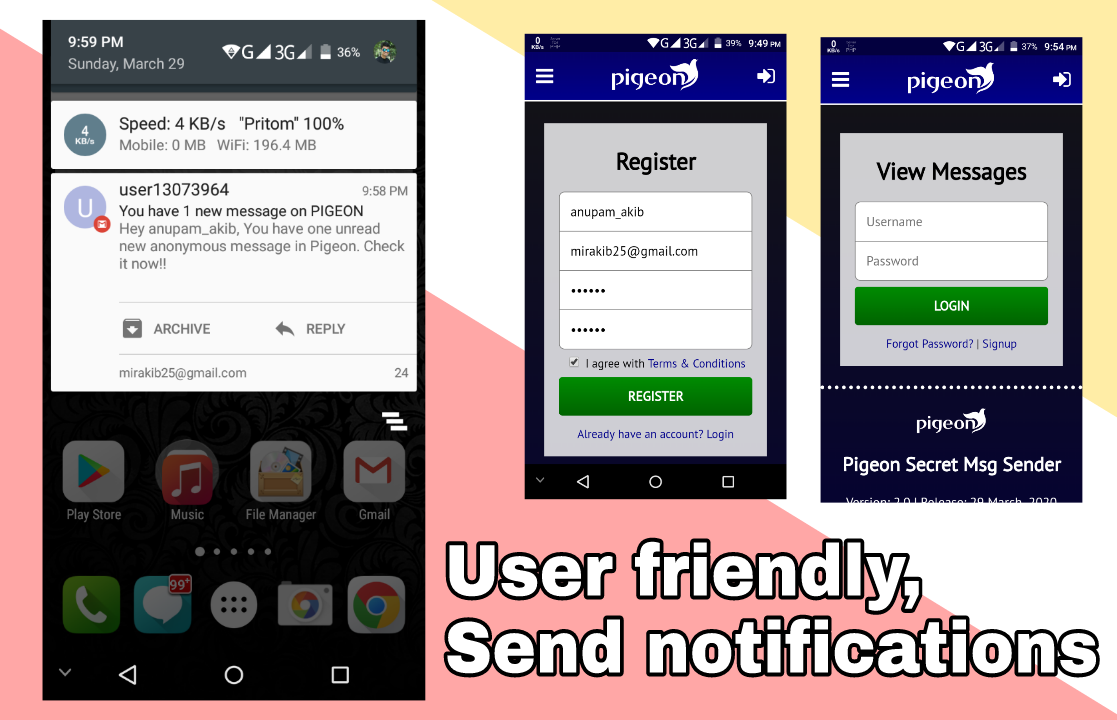 9:59 PM
Sunday, March 29
G 3G 36%
4
KB/s
Speed: 4 KB/s "Pritom" 100%
Mobile: 0 MB WiFi: 196.4 MB
U
user13073964 9:58 PM
You have 1 new message on PIGEON
Hey anupam_akib, You have one unread
new anonymous message in Pigeon. Check
it now!!
ARCHIVE REPLY
mirakib25@gmail.com 24
Play Store Music File Manager Gmail
99+
0
KB/s
G 3G 39% 9:49 PM
pigeon
Register
anupam_akib
mirakib25@gmail.com
••••••
••••••
I agree with Terms & Conditions
REGISTER
Already have an account? Login
0
KB/s
G 3G 37% 9:54 PM
pigeon
View Messages
Username
Password
LOGIN
Forgot Password? | Signup
pigeon
Pigeon Secret Msg Sender
Version: 2.0 | Release: 29 March, 2020
User friendly,
Send notifications